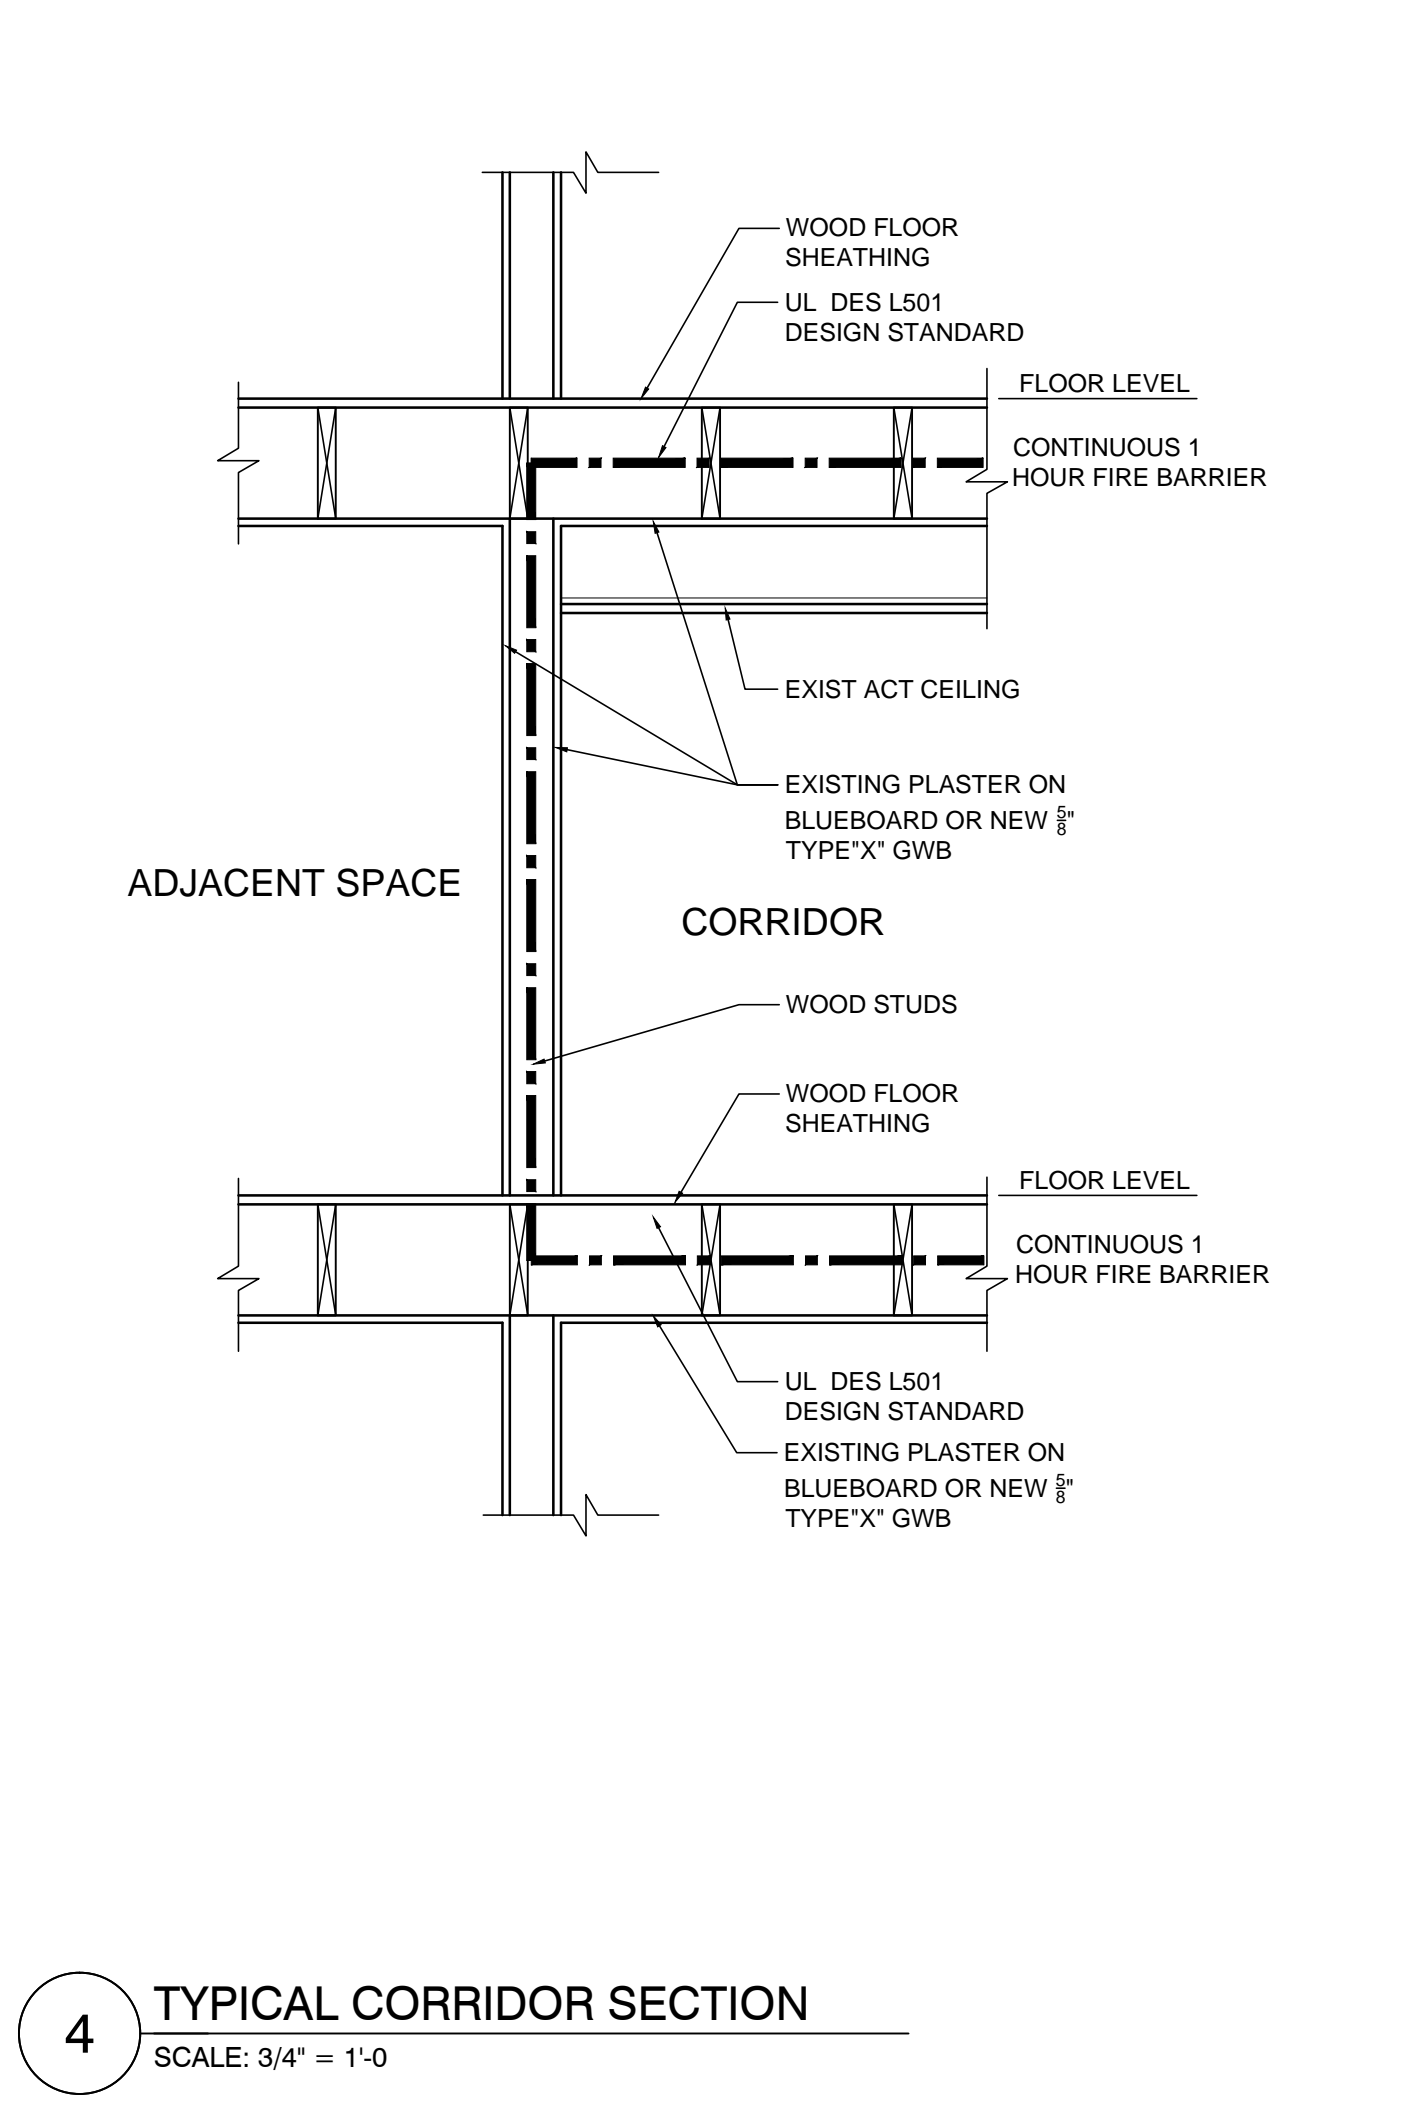 WOOD FLOOR
SHEATHING
UL DES L501
DESIGN STANDARD
FLOOR LEVEL
CONTINUOUS 1
HOUR FIRE BARRIER
EXIST ACT CEILING
EXISTING PLASTER ON
BLUEBOARD OR NEW 5/8"
TYPE"X" GWB
ADJACENT SPACE
CORRIDOR
WOOD STUDS
WOOD FLOOR
SHEATHING
FLOOR LEVEL
CONTINUOUS 1
HOUR FIRE BARRIER
UL DES L501
DESIGN STANDARD
EXISTING PLASTER ON
BLUEBOARD OR NEW 5/8"
TYPE"X" GWB
4
TYPICAL CORRIDOR SECTION
SCALE: 3/4" = 1'-0